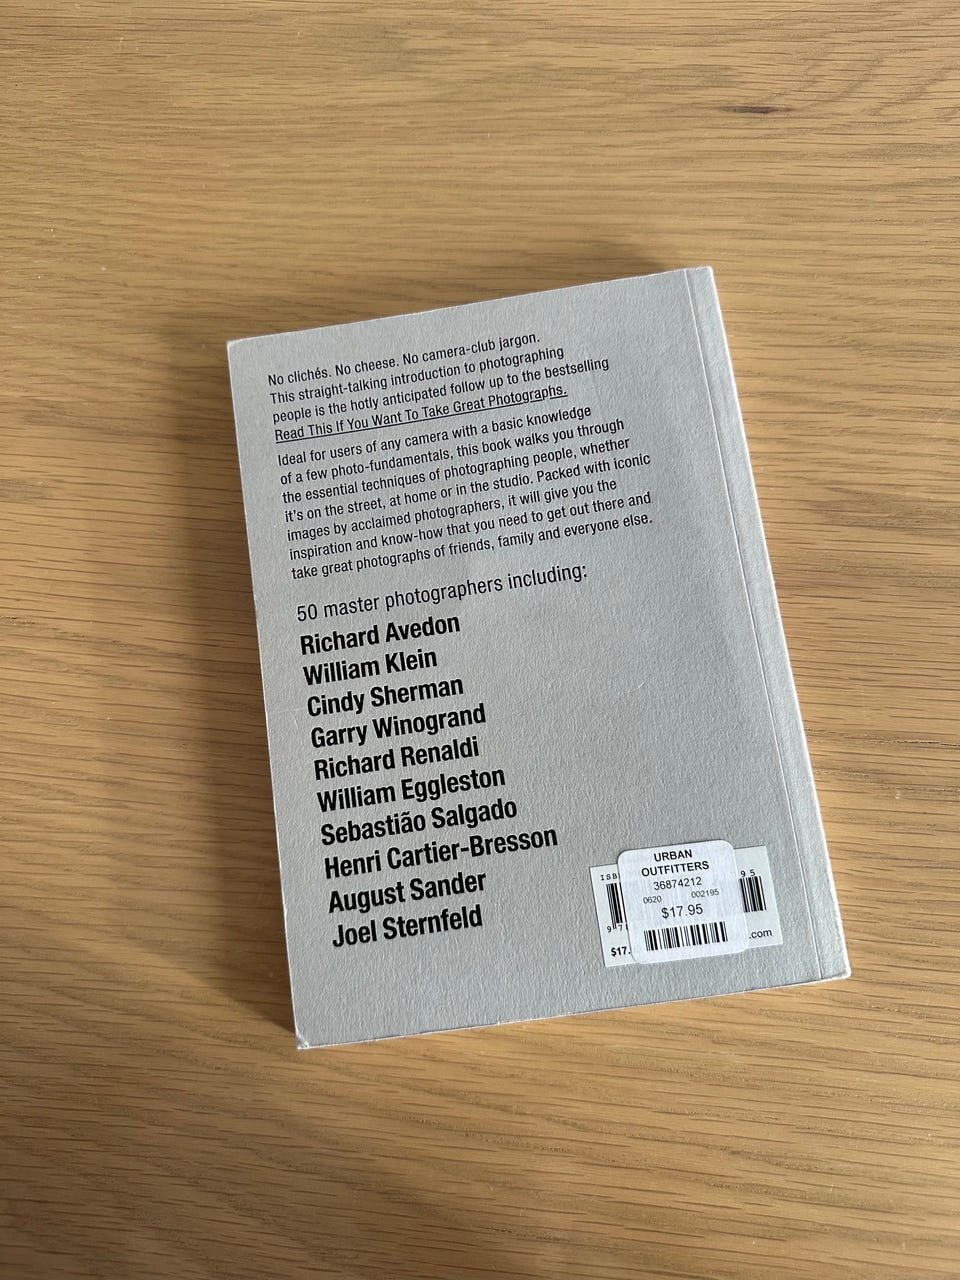 No clichés. No cheese. No camera-club jargon.
This straight-talking introduction to photographing
people is the hotly anticipated follow up to the bestselling
Read This If You Want To Take Great Photographs.
Ideal for users of any camera with a basic knowledge
of a few photo-fundamentals, this book walks you through
the essential techniques of photographing people, whether
it's on the street, at home or in the studio. Packed with iconic
images by acclaimed photographers, it will give you the
inspiration and know-how that you need to get out there and
take great photographs of friends, family and everyone else.
50 master photographers including:
Richard Avedon
William Klein
Cindy Sherman
Garry Winogrand
Richard Renaldi
William Eggleston
Sebastião Salgado
Henri Cartier-Bresson
August Sander
Joel Sternfeld
URBAN
OUTFITTERS
36874212
0620 002195
$17.95
ISB
9 5
9 7
$17.
.com